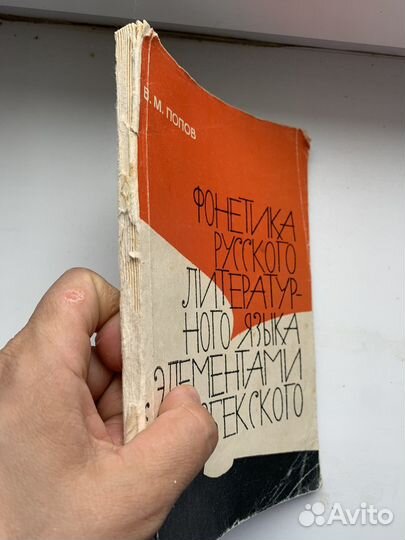 В. М. ПОПОВ
ФОНЕТИКА
РУССКОГО
ЛИТЕРАТУР-
НОГО ЯЗЫКА
С ЭЛЕМЕНТАМИ
Avito